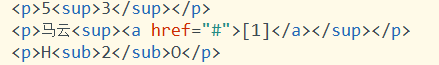 <p>5<sup>3</sup></p>
<p>马云<sup><a href="#">[1]</a></sup></p>
<p>H<sub>2</sub>O</p>